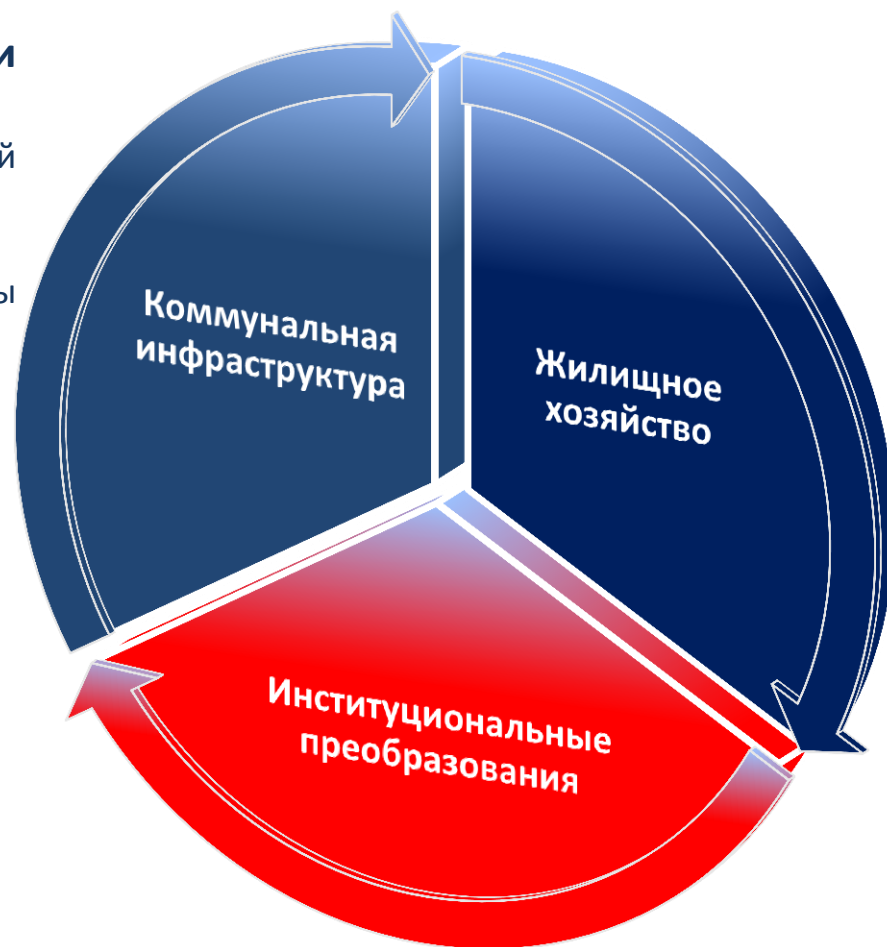 и
й
ы
Коммунальная
инфраструктура
Жилищное
хозяйство
Институциональные
преобразования